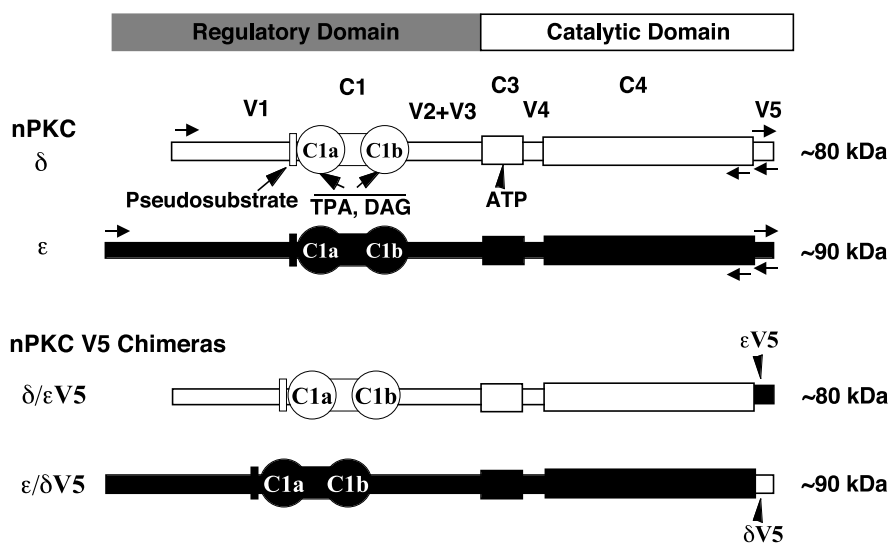 Regulatory Domain Catalytic Domain
C1 C3 C4
V1 V2+V3 V4 V5
nPKC
δ C1a C1b ~80 kDa
Pseudosubstrate TPA, DAG ATP
ε C1a C1b ~90 kDa
nPKC V5 Chimeras
εV5
δ/εV5 C1a C1b ~80 kDa
ε/δV5 C1a C1b ~90 kDa
δV5